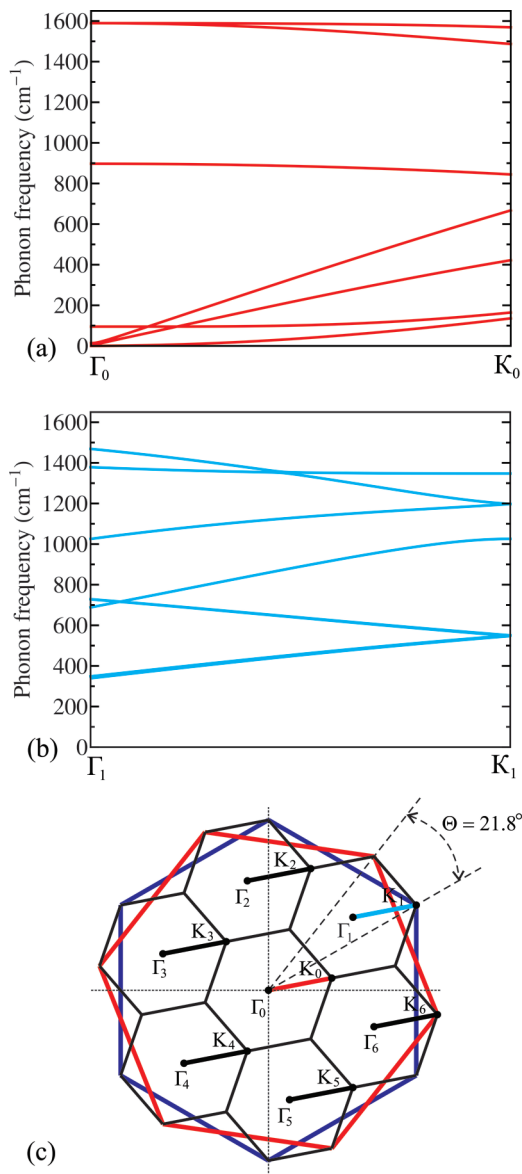 1600
1400
1200
1000
800
600
400
200
0
Phonon frequency (cm⁻¹)
(a)
Γ₀
K₀
1600
1400
1200
1000
800
600
400
200
0
Phonon frequency (cm⁻¹)
(b)
Γ₁
K₁
Θ = 21.8°
K₂
Γ₂
K₁
Γ₁
K₃
Γ₃
K₀
Γ₀
K₆
Γ₆
K₄
Γ₄
K₅
Γ₅
(c)